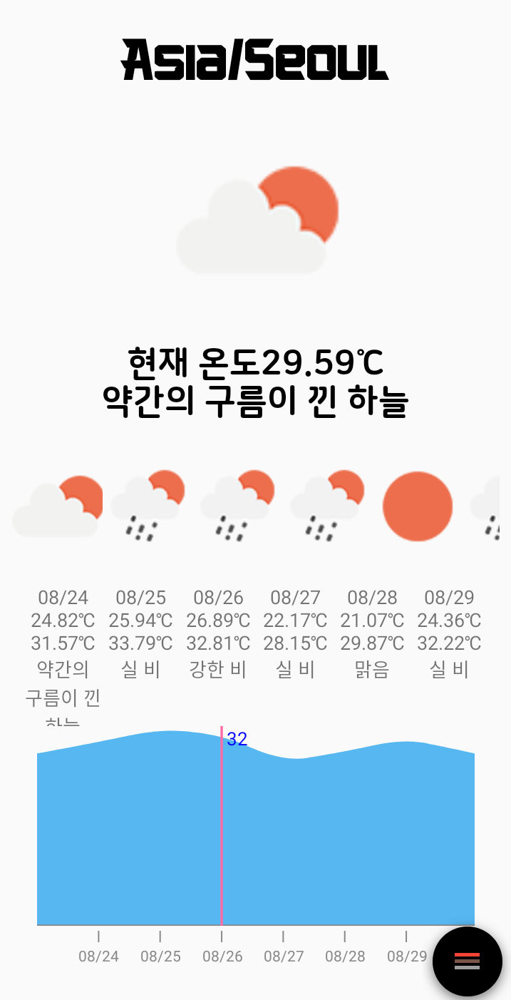 Asia/Seoul
현재 온도29.59℃
약간의 구름이 낀 하늘
08/24 08/25 08/26 08/27 08/28 08/29
24.82℃ 25.94℃ 26.89℃ 22.17℃ 21.07℃ 24.36℃
31.57℃ 33.79℃ 32.81℃ 28.15℃ 29.87℃ 32.22℃
약간의 실 비 강한 비 실 비 맑음 실 비
구름이 낀
하늘
32
08/24 08/25 08/26 08/27 08/28 08/29